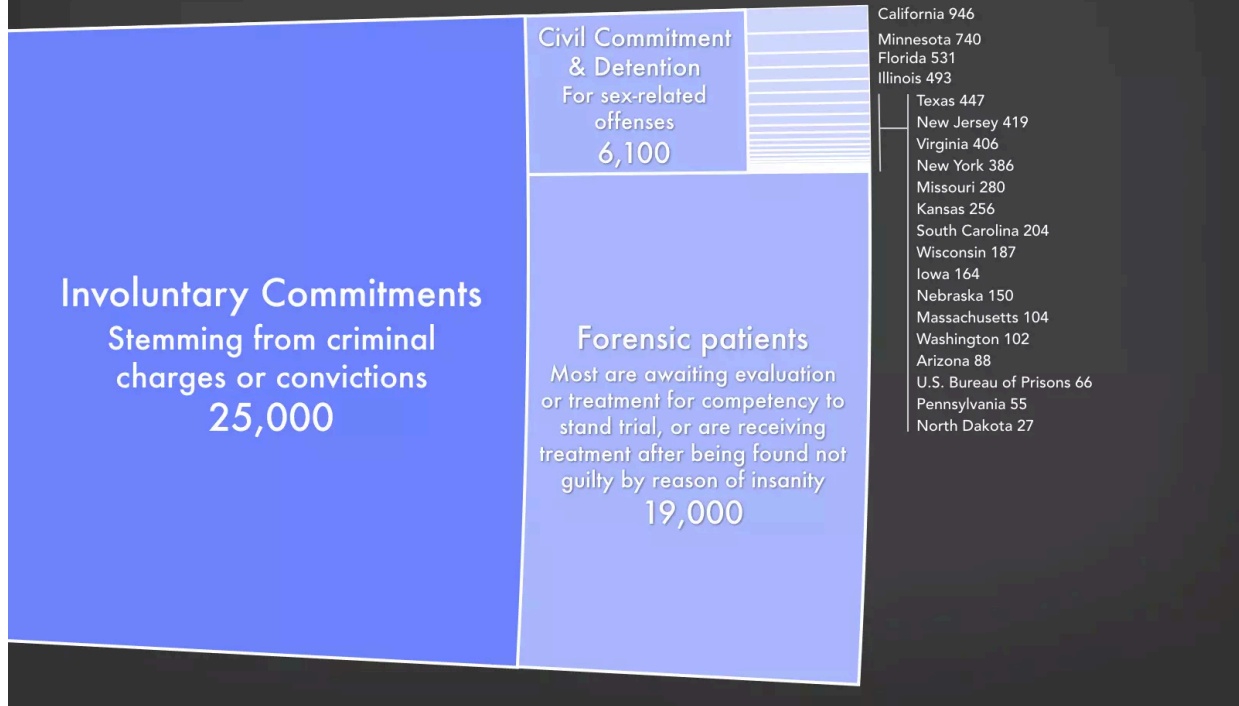 Involuntary Commitments
Stemming from criminal
charges or convictions
25,000
Civil Commitment
& Detention
For sex-related
offenses
6,100
Forensic patients
Most are awaiting evaluation
or treatment for competency to
stand trial, or are receiving
treatment after being found not
guilty by reason of insanity
19,000
California 946
Minnesota 740
Florida 531
Illinois 493
Texas 447
New Jersey 419
Virginia 406
New York 386
Missouri 280
Kansas 256
South Carolina 204
Wisconsin 187
Iowa 164
Nebraska 150
Massachusetts 104
Washington 102
Arizona 88
U.S. Bureau of Prisons 66
Pennsylvania 55
North Dakota 27